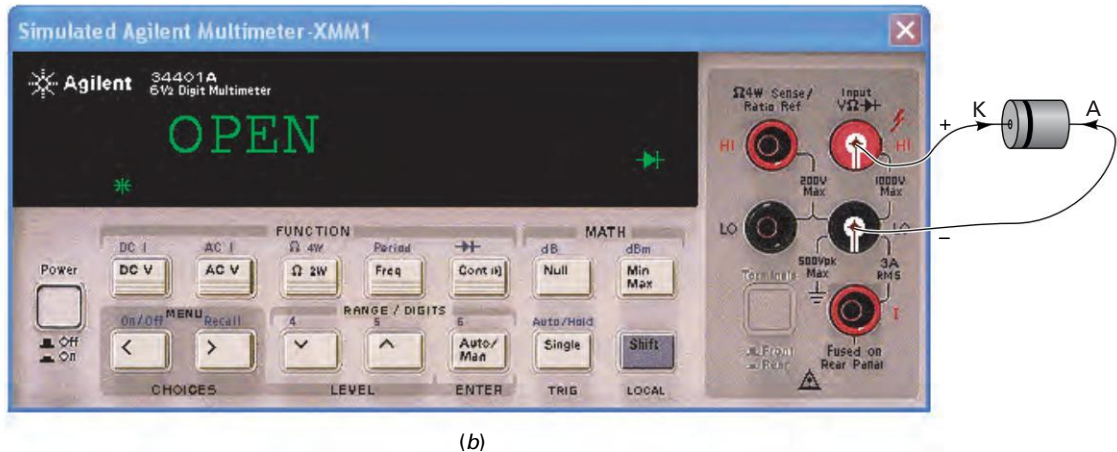 Simulated Agilent Multimeter-XMM1
Agilent 34401A
6½ Digit Multimeter
OPEN
Ω4W Sense/
Ratio Ref
Input
VΩ
HI
HI
+
K
A
200V
Max
1000V
Max
LO
LO
−
500Vpk
Max
3A
RMS
Terminals
I
Front
Rear
Fused on
Rear Panal
FUNCTION
MATH
DC I
AC I
Ω 4W
Period
dB
dBm
Power
DC V
AC V
Ω 2W
Freq
Cont
Null
Min
Max
MENU
RANGE / DIGITS
On/Off
Recall
4
5
6
Auto/Hold
Off
On
<
>
Auto/
Man
Single
Shift
CHOICES
LEVEL
ENTER
TRIG
LOCAL
(b)